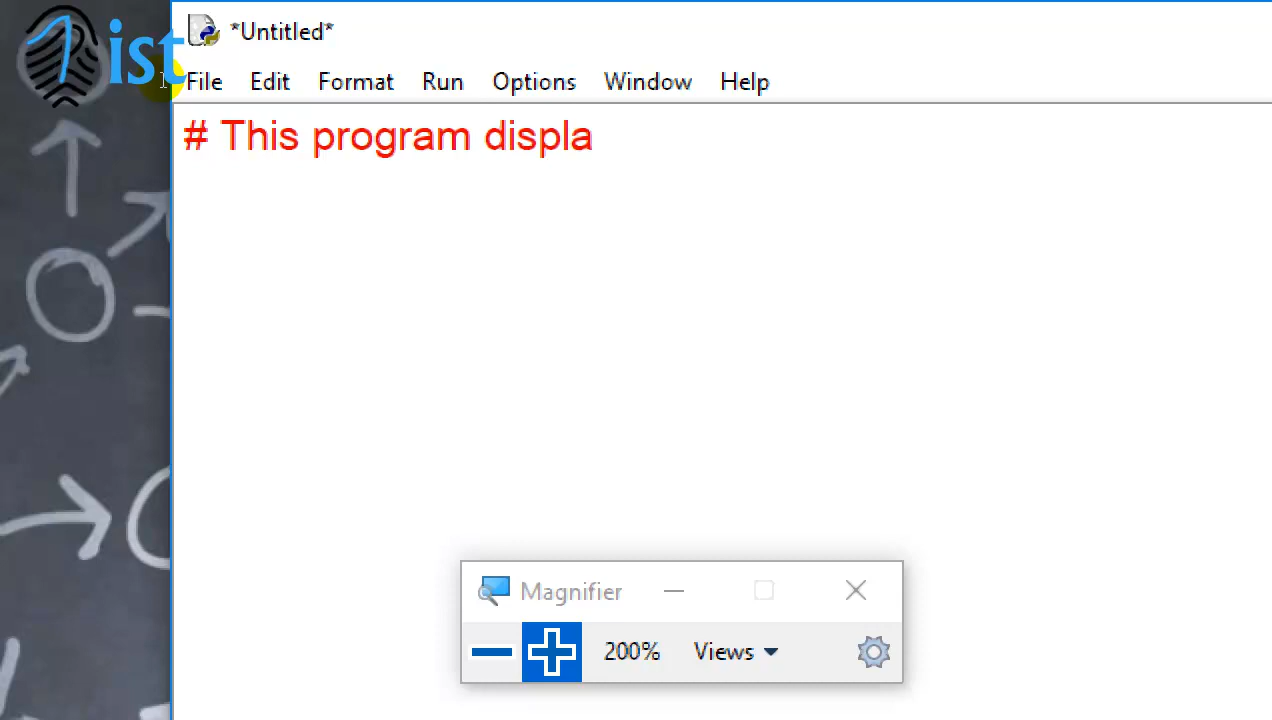 ist
*Untitled*
File Edit Format Run Options Window Help
# This program displa
Magnifier
200% Views